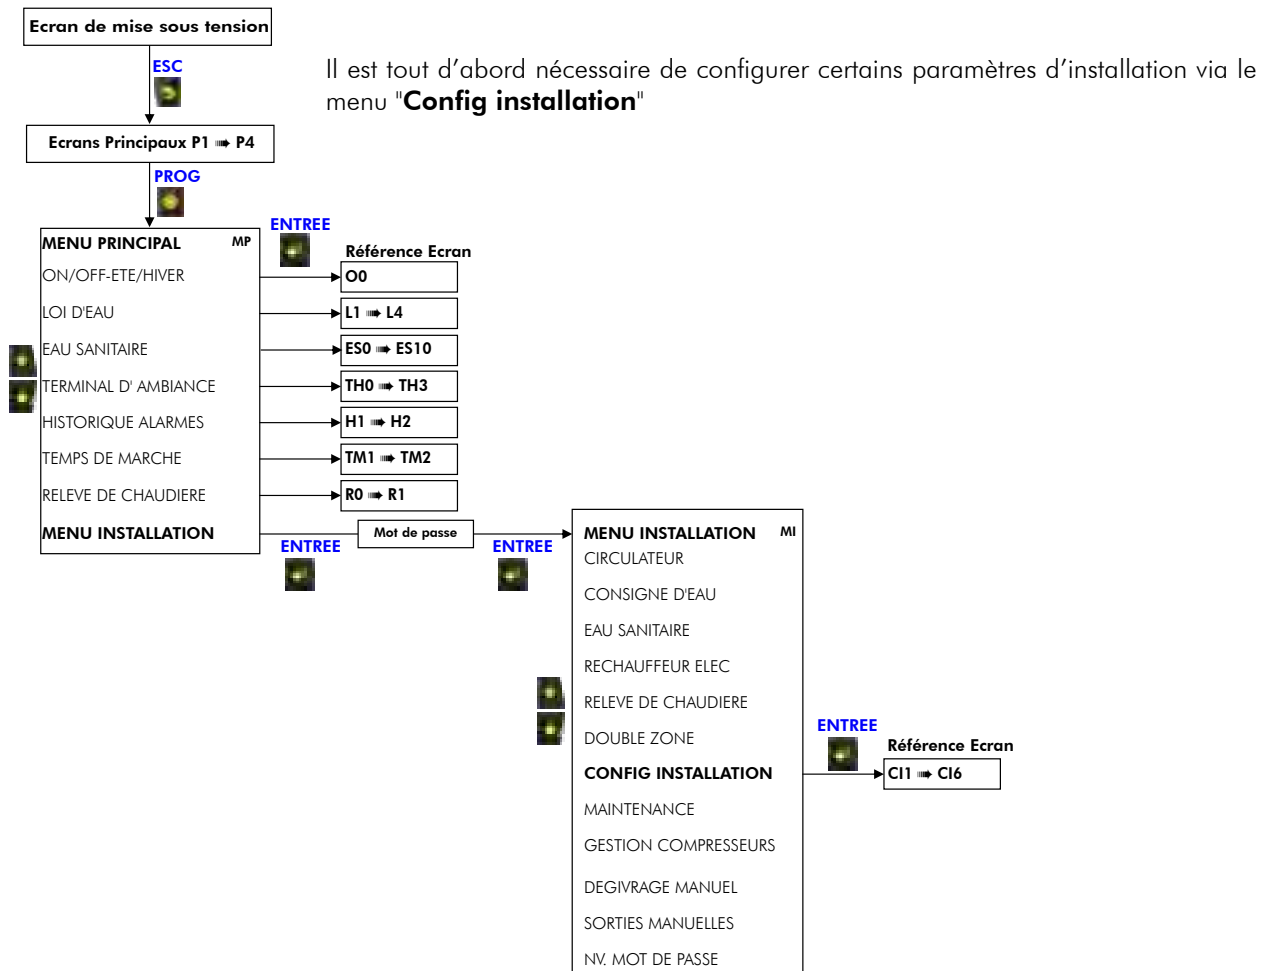 Ecran de mise sous tension
ESC
Il est tout d'abord nécessaire de configurer certains paramètres d'installation via le
menu "Config installation"
Ecrans Principaux P1 ➠ P4
PROG
MENU PRINCIPAL MP
ENTREE
Référence Ecran
ON/OFF-ETE/HIVER
O0
LOI D'EAU
L1 ➠ L4
EAU SANITAIRE
ES0 ➠ ES10
TERMINAL D' AMBIANCE
TH0 ➠ TH3
HISTORIQUE ALARMES
H1 ➠ H2
TEMPS DE MARCHE
TM1 ➠ TM2
RELEVE DE CHAUDIERE
R0 ➠ R1
MENU INSTALLATION
ENTREE
Mot de passe
ENTREE
MENU INSTALLATION MI
CIRCULATEUR
CONSIGNE D'EAU
EAU SANITAIRE
RECHAUFFEUR ELEC
RELEVE DE CHAUDIERE
DOUBLE ZONE
CONFIG INSTALLATION
ENTREE
Référence Ecran
CI1 ➠ CI6
MAINTENANCE
GESTION COMPRESSEURS
DEGIVRAGE MANUEL
SORTIES MANUELLES
NV. MOT DE PASSE